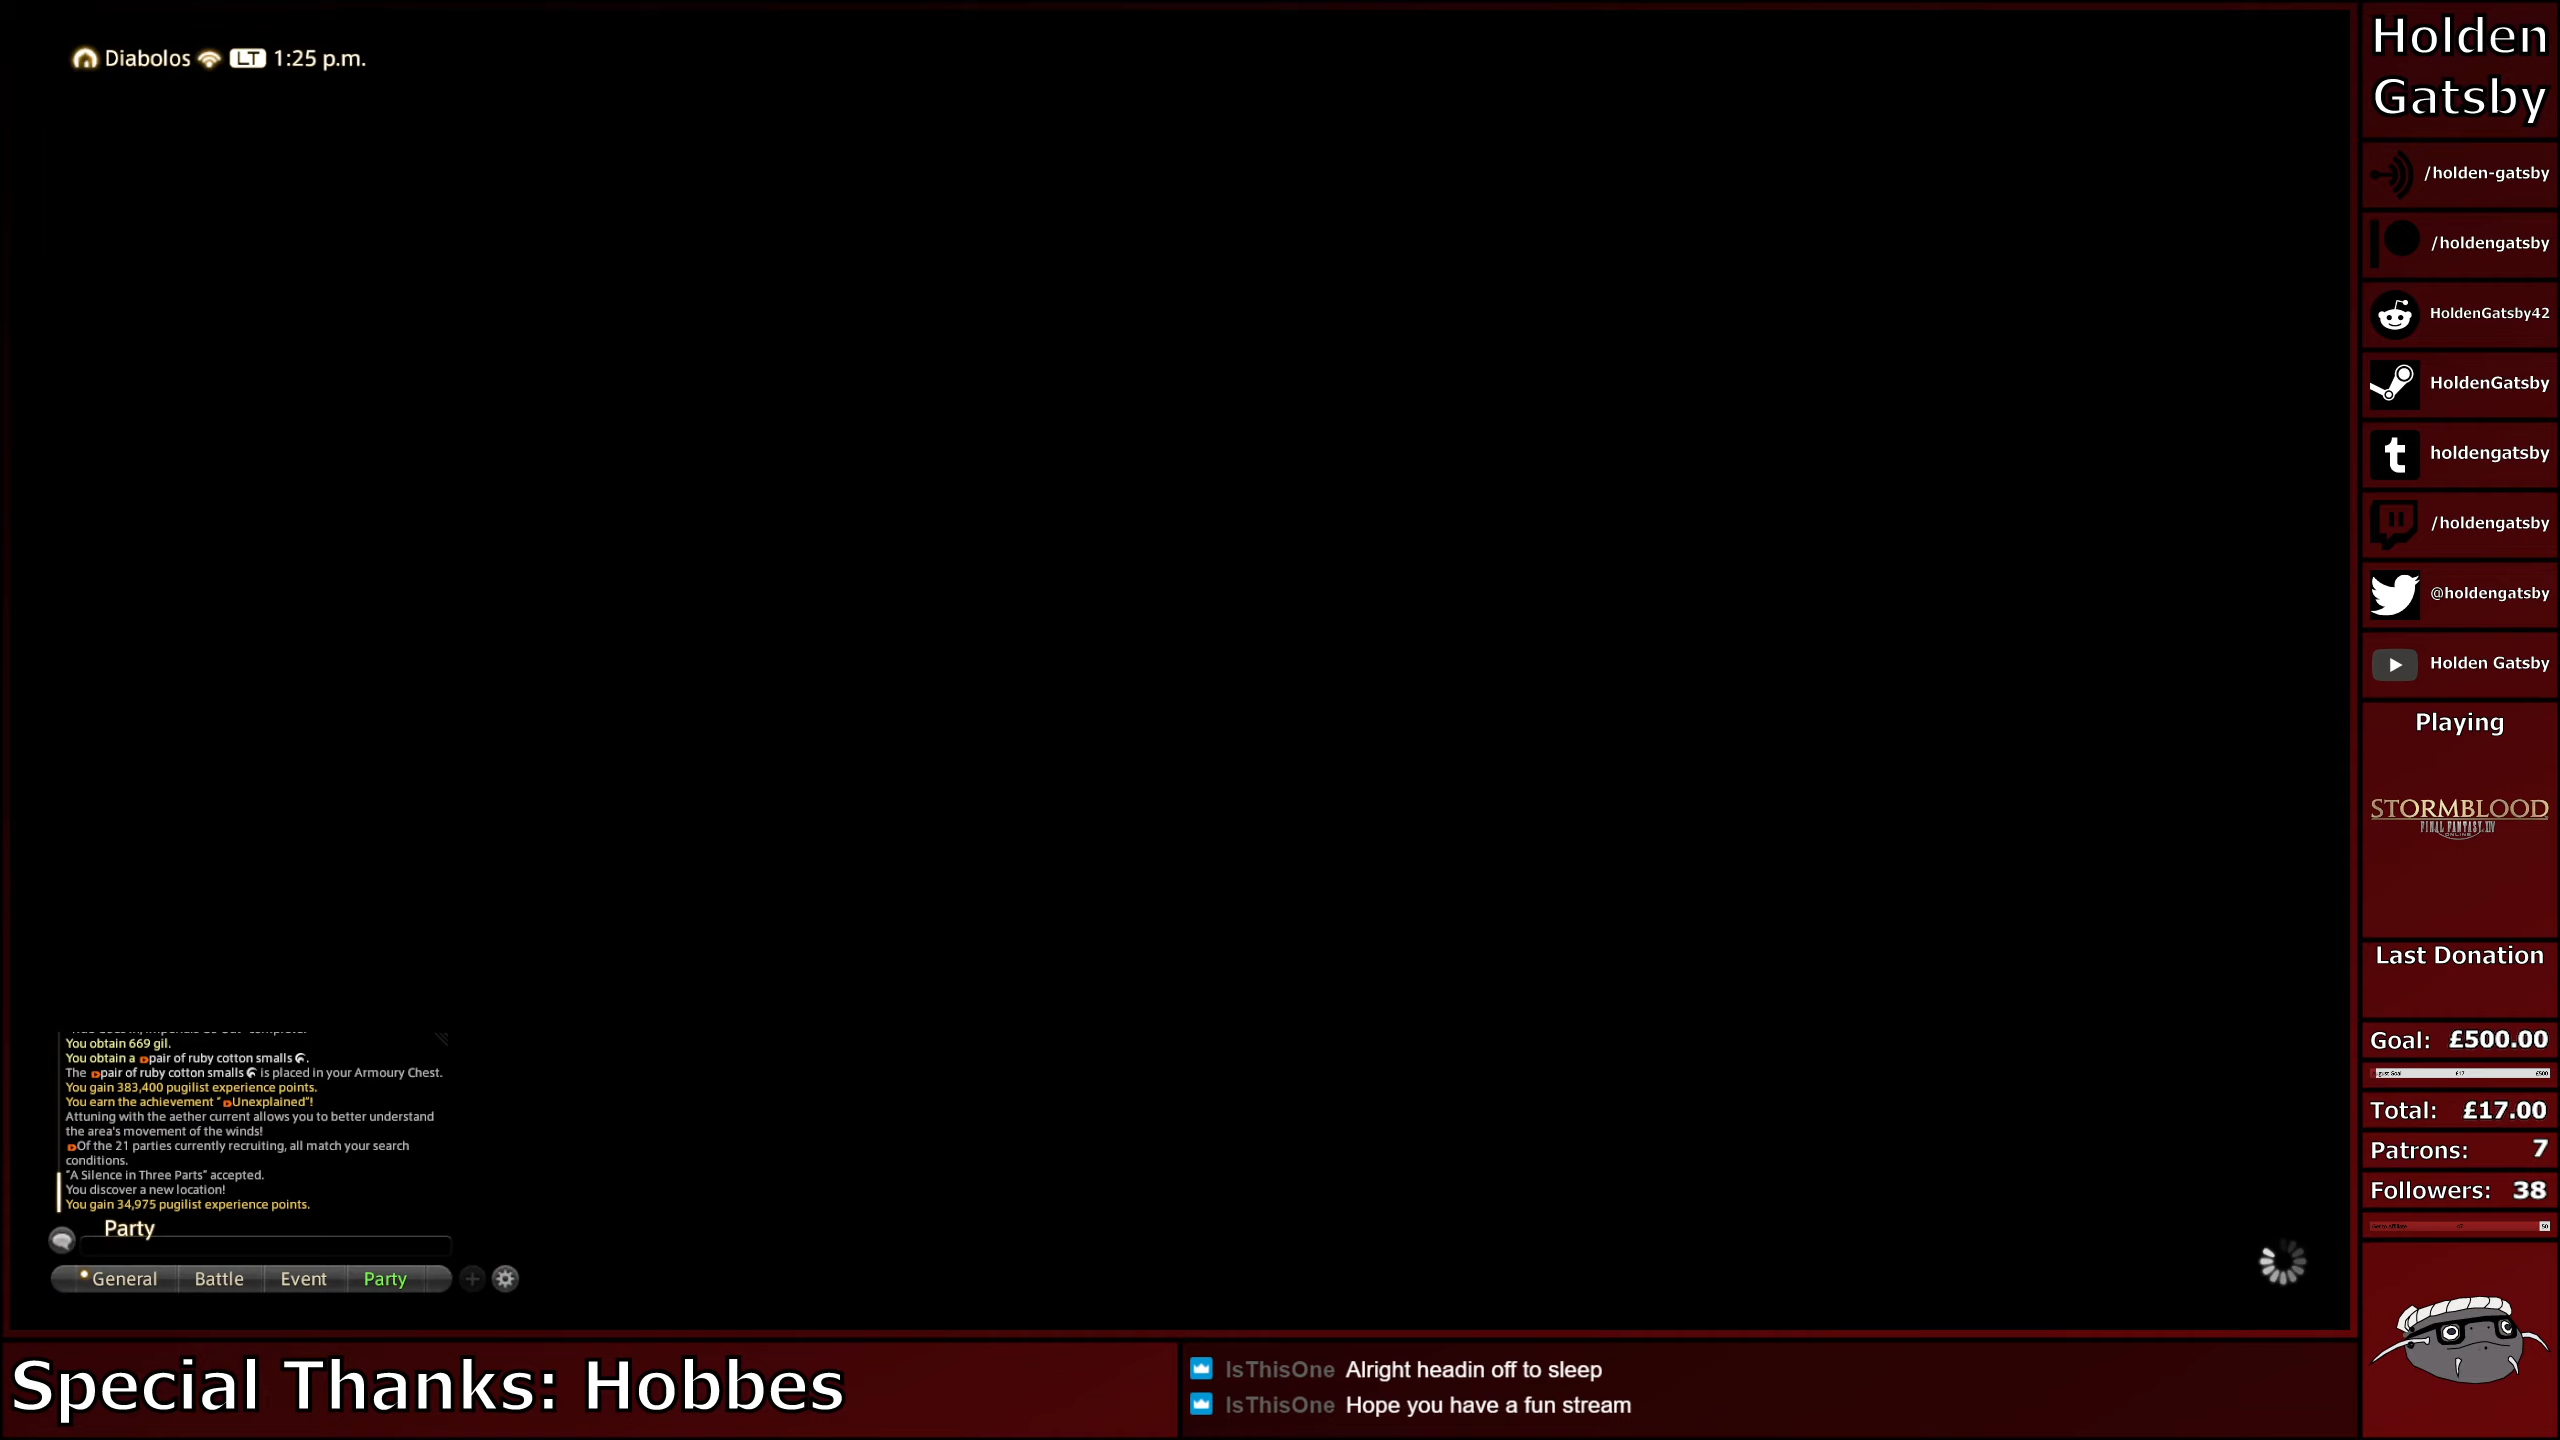 Diabolos LT 1:25 p.m.
You obtain 669 gil.
You obtain a pair of ruby cotton smalls.
The pair of ruby cotton smalls is placed in your Armoury Chest.
You gain 383,400 pugilist experience points.
You earn the achievement "Unexplained"!
Attuning with the aether current allows you to better understand
the area's movement of the winds!
Of the 21 parties currently recruiting, all match your search
conditions.
"A Silence in Three Parts" accepted.
You discover a new location!
You gain 34,975 pugilist experience points.
Party
General Battle Event Party
Special Thanks: Hobbes
IsThisOne Alright headin off to sleep
IsThisOne Hope you have a fun stream
Holden
Gatsby
/holden-gatsby
/holdengatsby
HoldenGatsby42
HoldenGatsby
holdengatsby
/holdengatsby
@holdengatsby
Holden Gatsby
Playing
STORMBLOOD
FINAL FANTASY XIV
ONLINE
Last Donation
Goal: £500.00
£17 £500
Total: £17.00
Patrons: 7
Followers: 38
50